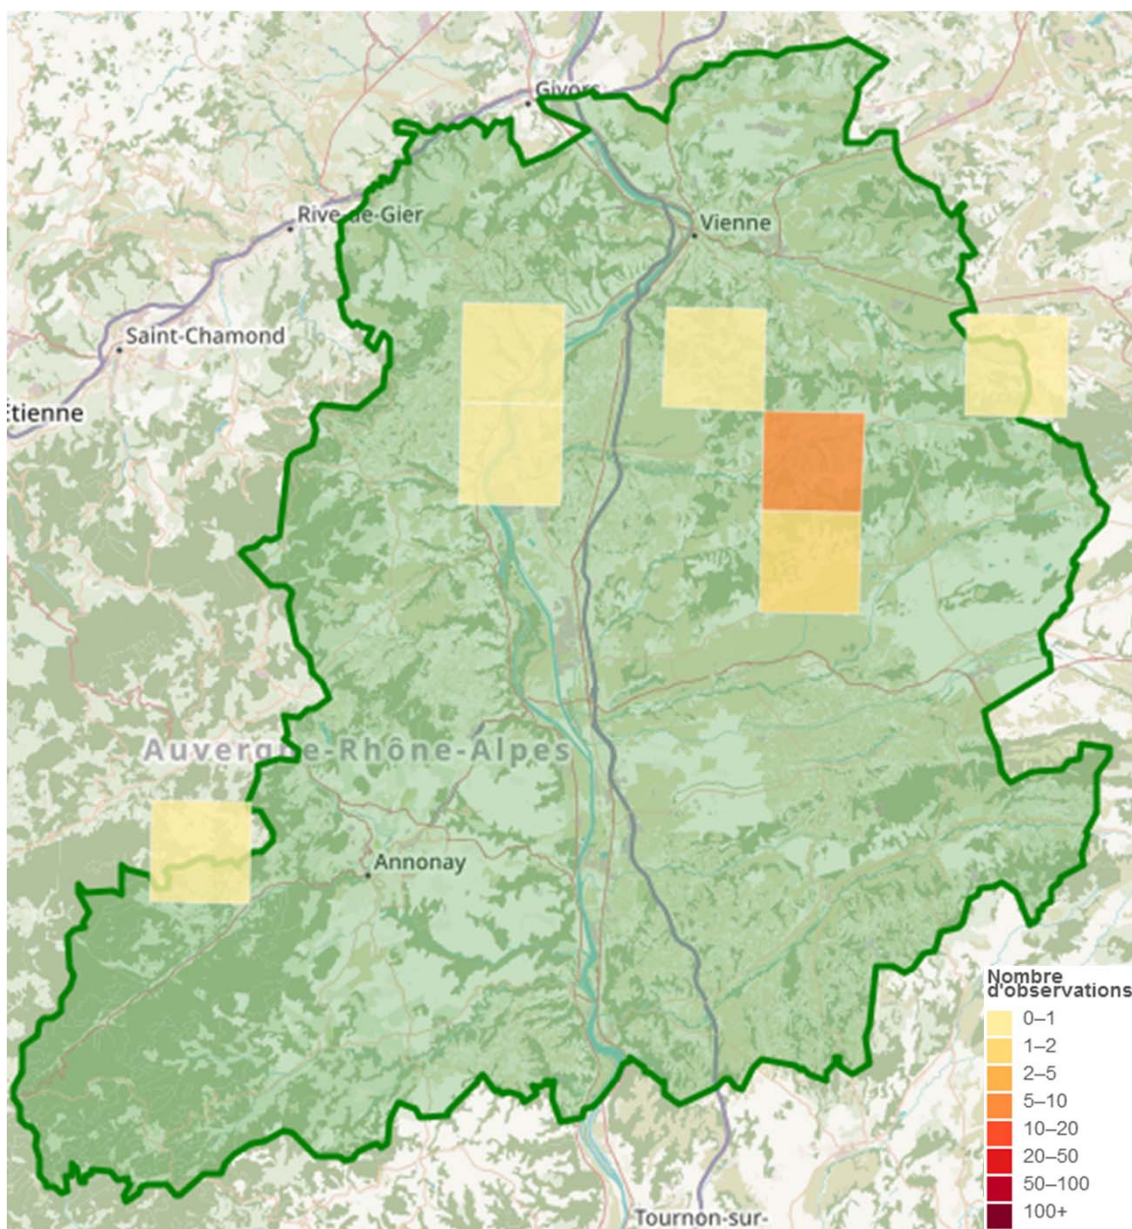 Givors
Vienne
Rive-de-Gier
Saint-Chamond
Étienne
Auvergne-Rhône-Alpes
Annonay
Nombre
d'observations
0–1
1–2
2–5
5–10
10–20
20–50
50–100
100+
Tournon-sur-